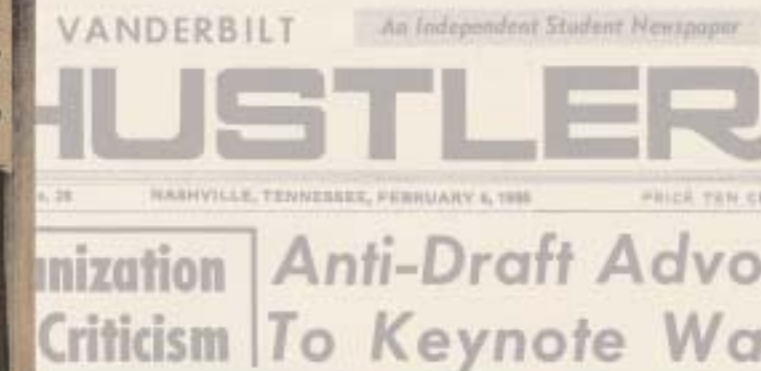 VANDERBILT
An Independent Student Newspaper
HUSTLER
NASHVILLE, TENNESSEE, FEBRUARY
PRICE TEN
nization
Criticism
Anti-Draft Advo
To Keynote Wa